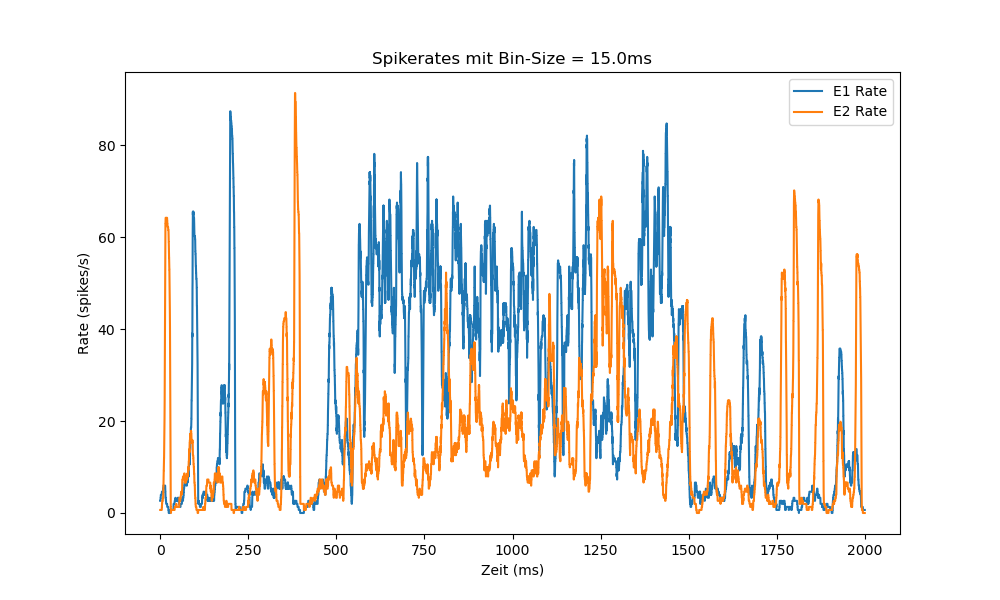 Spikerates mit Bin-Size = 15.0ms
E1 Rate
E2 Rate
80
60
40
20
0
Rate (spikes/s)
0 250 500 750 1000 1250 1500 1750 2000
Zeit (ms)